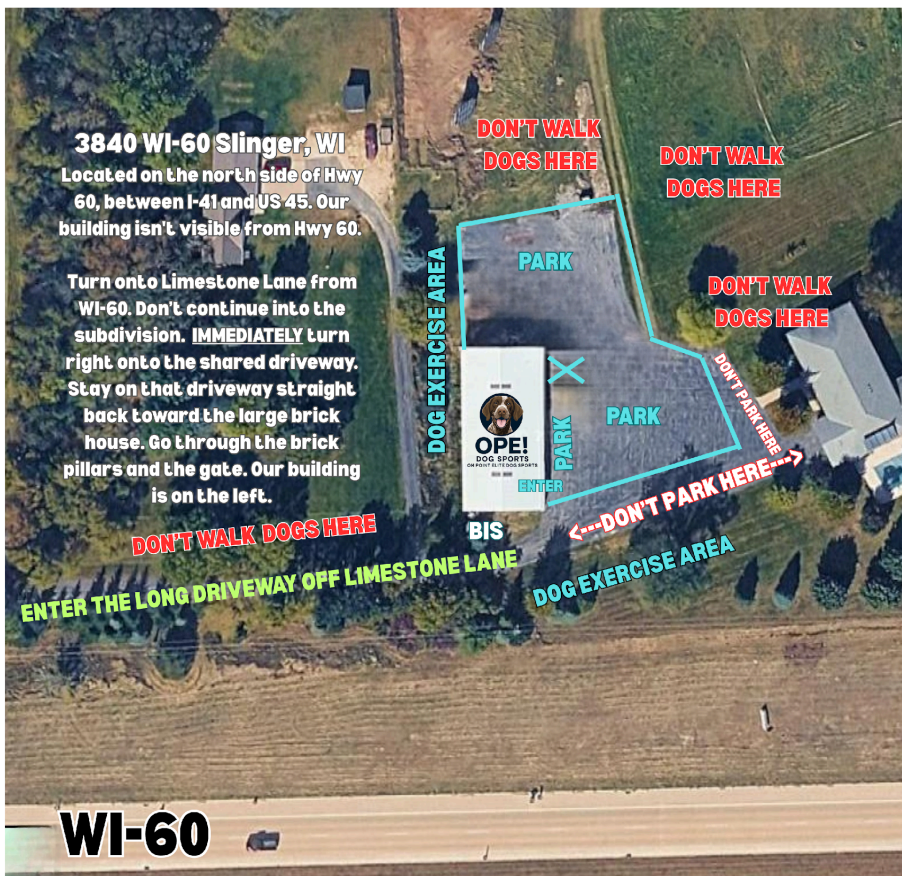 3840 WI-60 Slinger, WI
Located on the north side of Hwy
60, between I-41 and US 45. Our
building isn't visible from Hwy 60.
Turn onto Limestone Lane from
WI-60. Don't continue into the
subdivision. IMMEDIATELY turn
right onto the shared driveway.
Stay on that driveway straight
back toward the large brick
house. Go through the brick
pillars and the gate. Our building
is on the left.
DON'T WALK
DOGS HERE
DON'T WALK
DOGS HERE
DON'T WALK
DOGS HERE
PARK
DOG EXERCISE AREA
X
PARK
PARK
DON'T PARK HERE
OPE!
DOG SPORTS
ON POINT ELITE DOG SPORTS
ENTER
<---DON'T PARK HERE--->
BIS
DON'T WALK DOGS HERE
ENTER THE LONG DRIVEWAY OFF LIMESTONE LANE
DOG EXERCISE AREA
WI-60